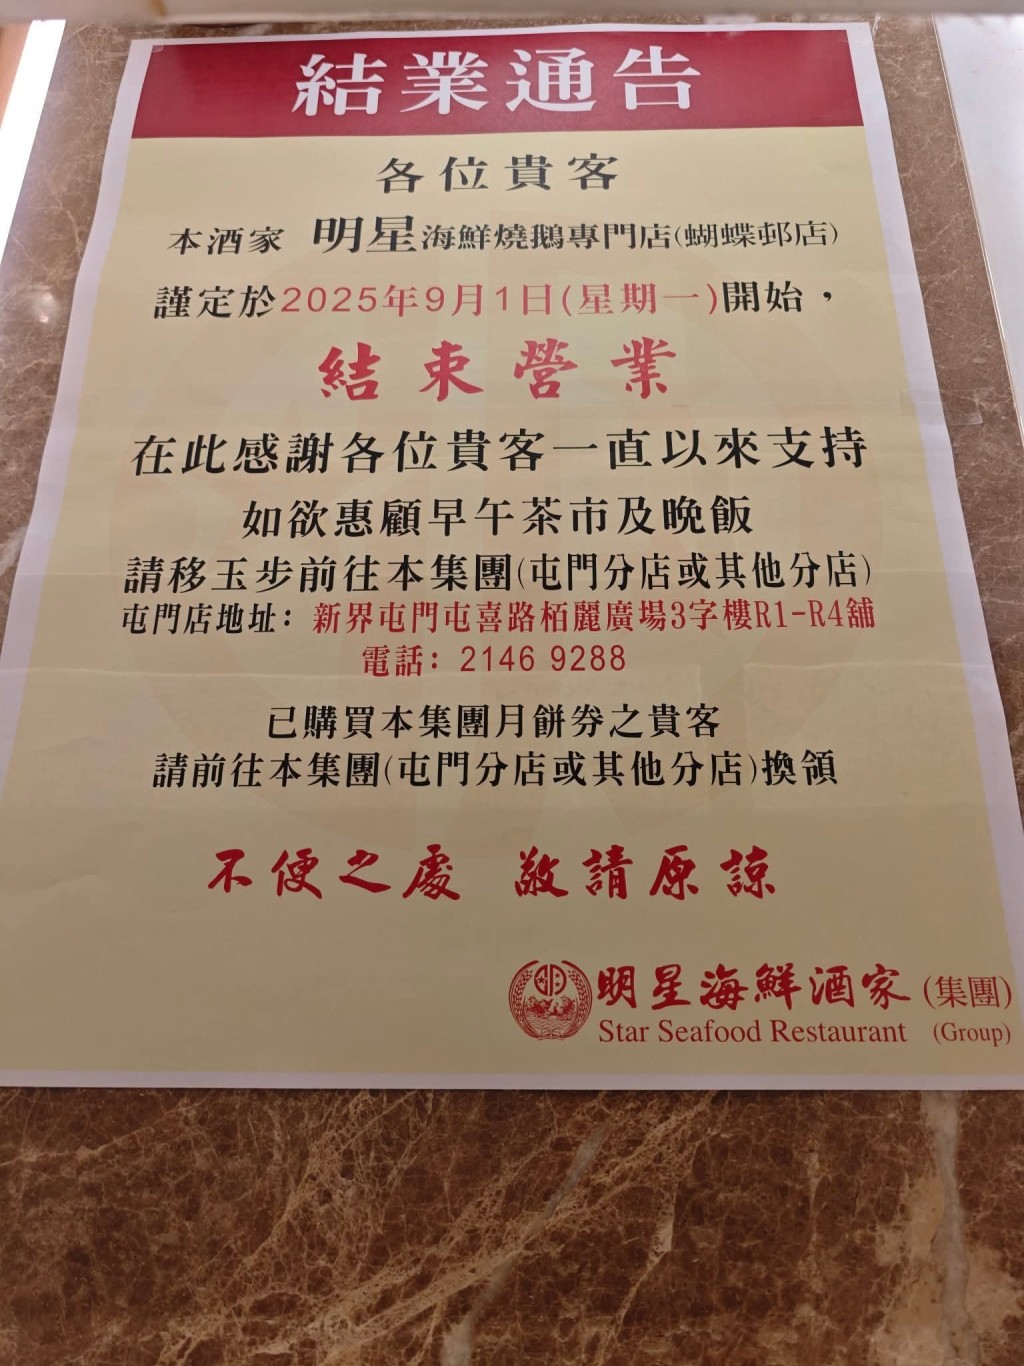 結業通告
各位貴客
本酒家 明星海鮮燒鵝專門店(蝴蝶邨店)
謹定於2025年9月1日(星期一)開始，
結束營業
在此感謝各位貴客一直以來支持
如欲惠顧早午茶市及晚飯
請移玉步前往本集團(屯門分店或其他分店)
屯門店地址：新界屯門屯喜路栢麗廣場3字樓R1-R4舖
電話：2146 9288
已購買本集團月餅券之貴客
請前往本集團(屯門分店或其他分店)換領
不便之處 敬請原諒
明星海鮮酒家 (集團)
Star Seafood Restaurant (Group)